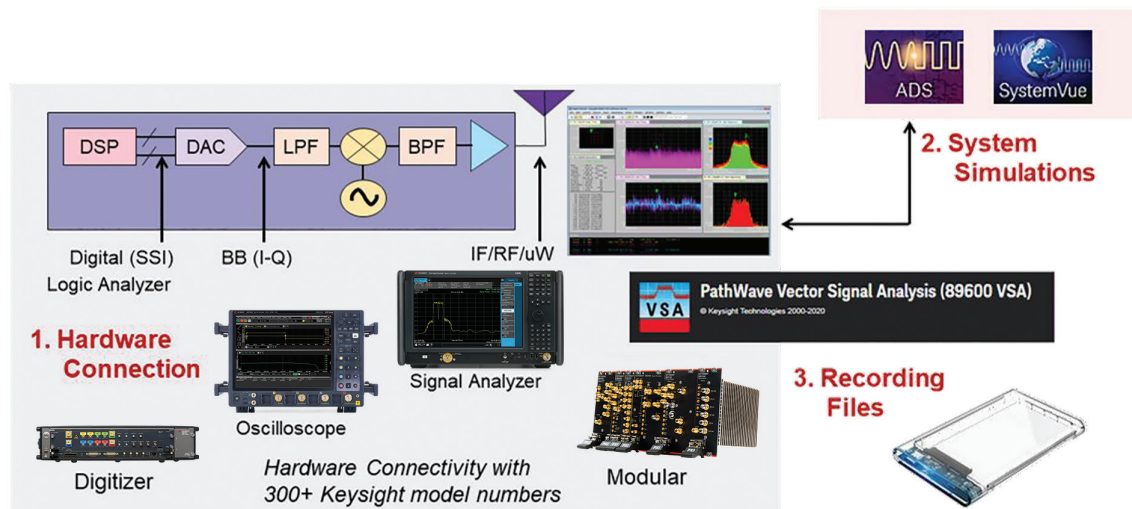 ADS
SystemVue
2. System
Simulations
DSP
DAC
LPF
BPF
Digital (SSI)
Logic Analyzer
BB (I-Q)
IF/RF/uW
VSA
PathWave Vector Signal Analysis (89600 VSA)
© Keysight Technologies 2000-2020
1. Hardware
Connection
Signal Analyzer
Oscilloscope
Digitizer
Hardware Connectivity with
300+ Keysight model numbers
Modular
3. Recording
Files